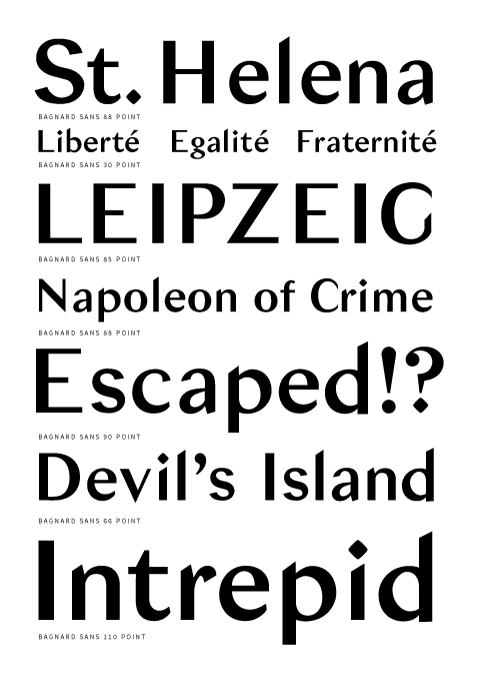 St. Helena
BAGNARD SANS 88 POINT
Liberté Egalité Fraternité
BAGNARD SANS 30 POINT
LEIPZEIG
BAGNARD SANS 85 POINT
Napoleon of Crime
BAGNARD SANS 88 POINT
Escaped!?
BAGNARD SANS 90 POINT
Devil’s Island
BAGNARD SANS 66 POINT
Intrepid
BAGNARD SANS 110 POINT